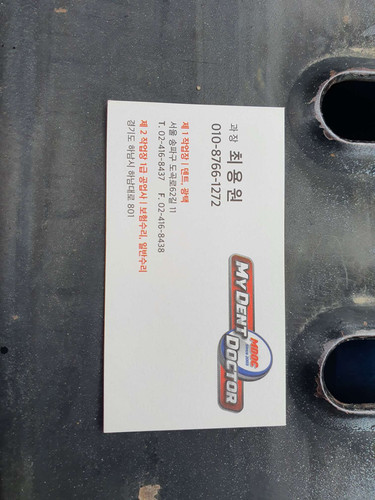 MDOC
MY DENT
DOCTOR
과장 최용원
010-8766-1272
제 1 작업장 | 덴트, 광택
서울 송파구 도곡로62길 11
T. 02-416-8437 F. 02-416-8438
제 2 작업장 1급 공업사 | 보험수리, 일반수리
경기도 하남시 하남대로 801